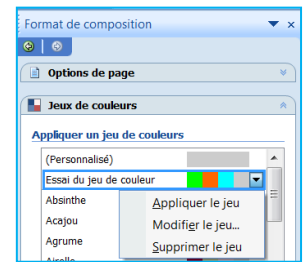 Format de composition
Options de page
Jeux de couleurs
Appliquer un jeu de couleurs
(Personnalisé)
Essai du jeu de couleur
Absinthe
Appliquer le jeu
Acajou
Modifier le jeu...
Agrume
Supprimer le jeu